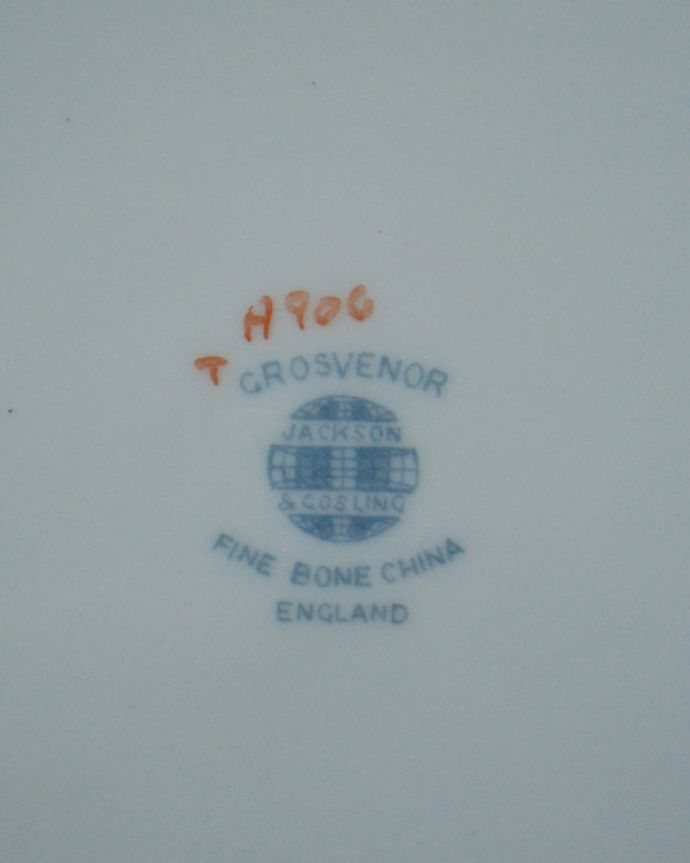 H906
T
GROSVENOR
JACKSON
& GOSLING
FINE BONE CHINA
ENGLAND